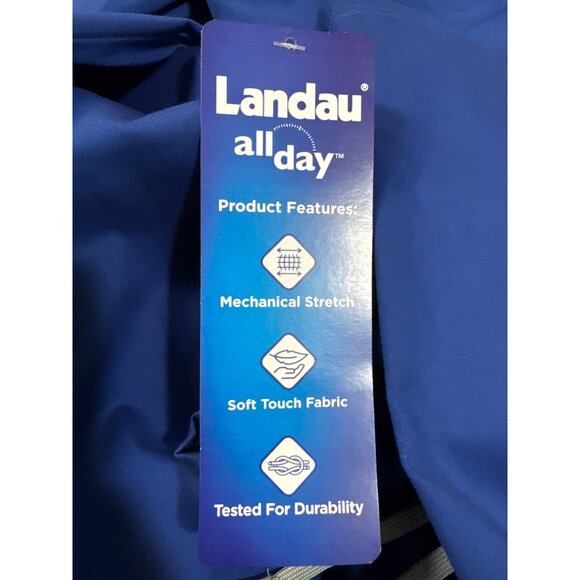 Landau®
all day™
Product Features:
Mechanical Stretch
Soft Touch Fabric
Tested For Durability